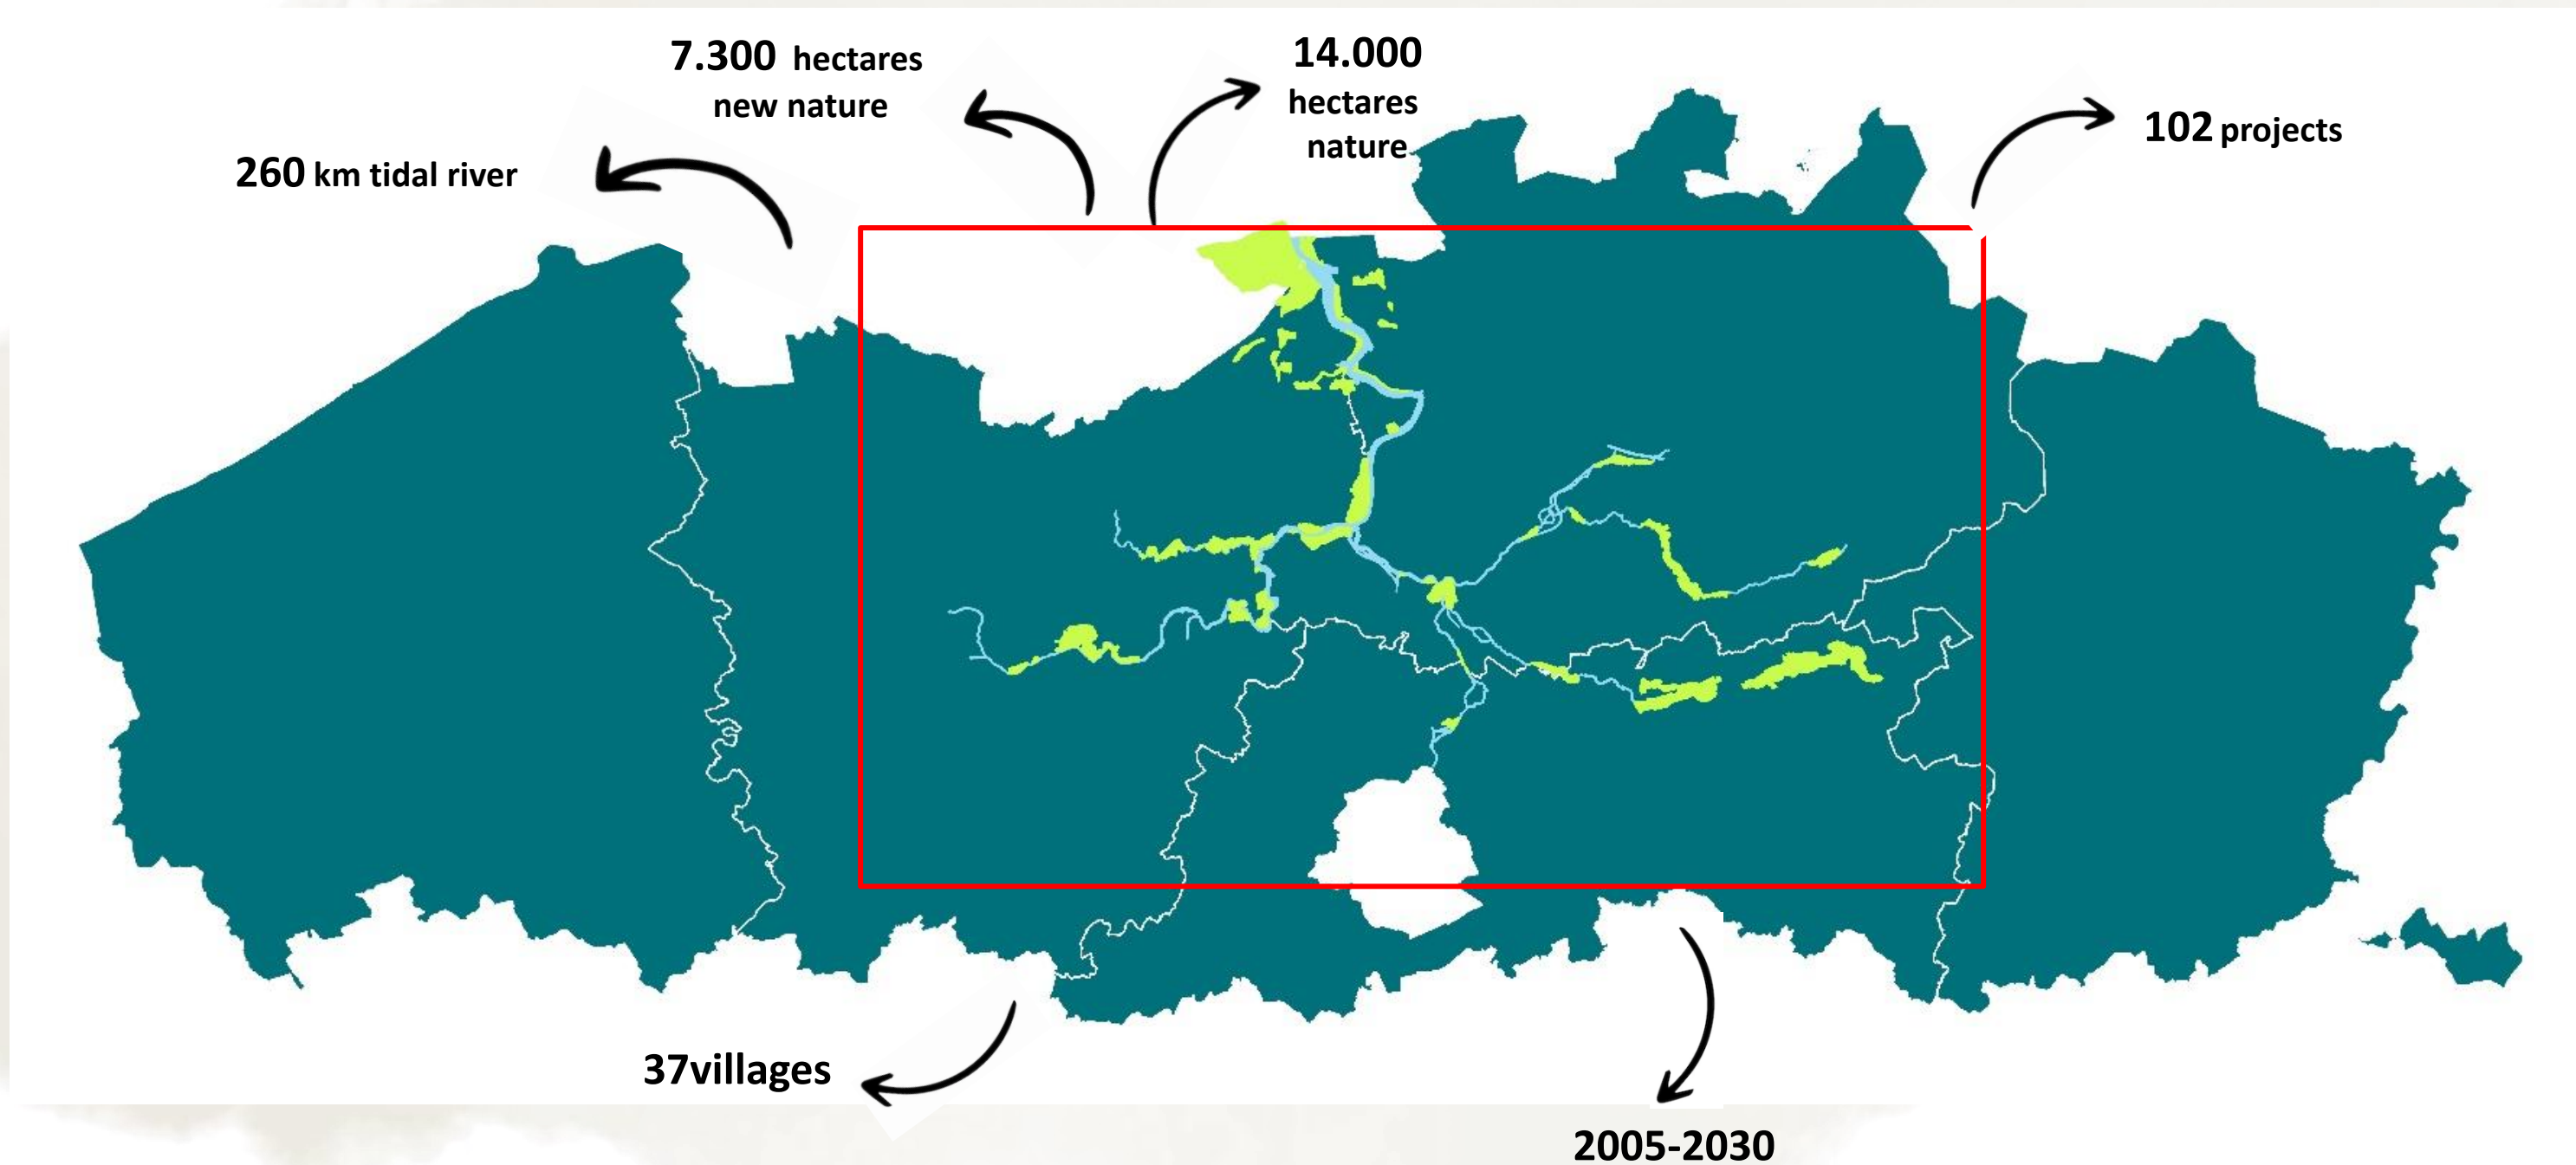 7.300 hectares
new nature
14.000
hectares
nature
260 km tidal river
102 projects
37villages
2005-2030